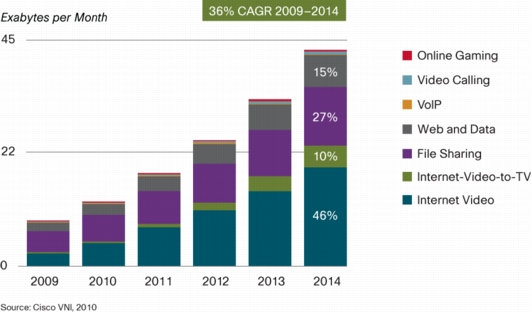 36% CAGR 2009–2014
Exabytes per Month
45
22
0
15%
27%
10%
46%
2009 2010 2011 2012 2013 2014
Online Gaming
Video Calling
VoIP
Web and Data
File Sharing
Internet-Video-to-TV
Internet Video
Source: Cisco VNI, 2010